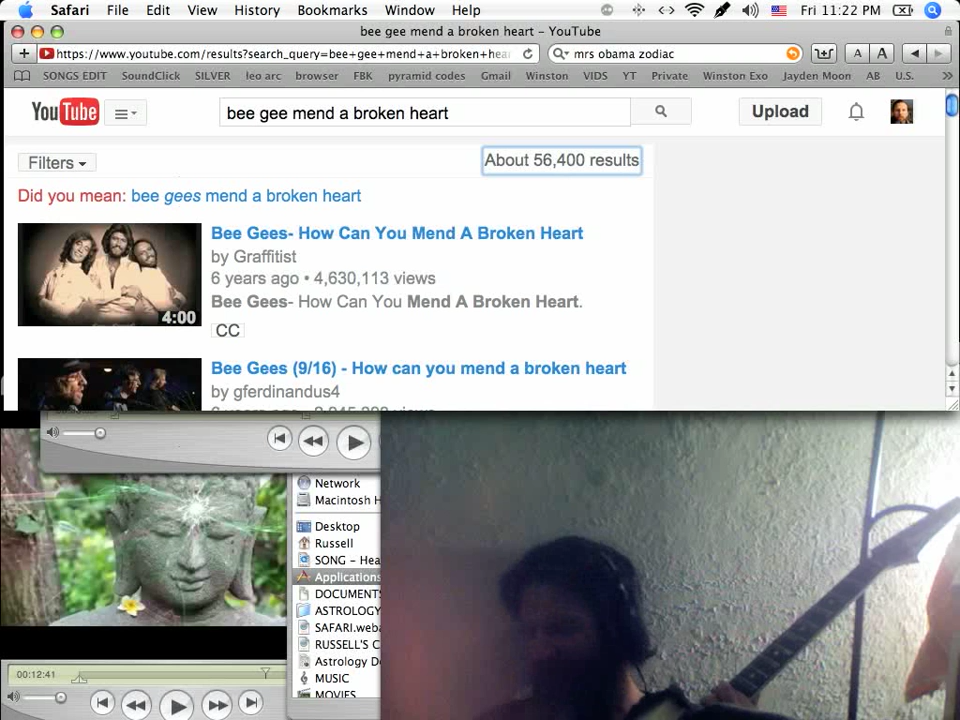 Safari File Edit View History Bookmarks Window Help Fri 11:22 PM
bee gee mend a broken heart – YouTube
https://www.youtube.com/results?search_query=bee+gee+mend+a+broken+hea mrs obama zodiac A A
SONGS EDIT SoundClick SILVER leo arc browser FBK pyramid codes Gmail Winston VIDS YT Private Winston Exo Jayden Moon AB U.S.
YouTube bee gee mend a broken heart Upload
Filters About 56,400 results
Did you mean: bee gees mend a broken heart
Bee Gees- How Can You Mend A Broken Heart
by Graffitist
6 years ago • 4,630,113 views
Bee Gees- How Can You Mend A Broken Heart.
4:00
CC
Bee Gees (9/16) - How can you mend a broken heart
by gferdinandus4
Network
Macintosh H
Desktop
Russell
SONG – Hea
Applications
DOCUMENT
ASTROLOGY
SAFARI.weba
RUSSELL'S C
Astrology D
MUSIC
MOVIES
00:12:41